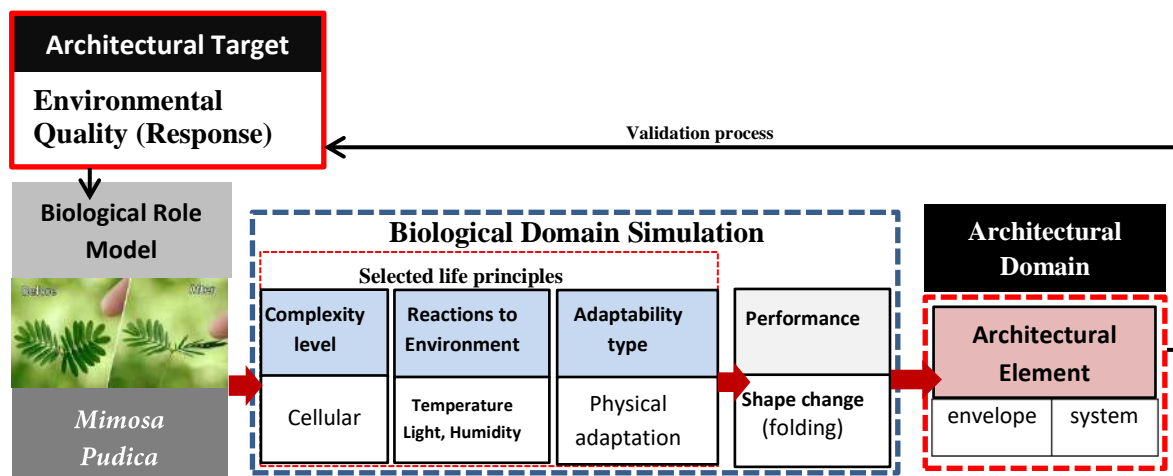 Architectural Target
Environmental
Quality (Response)
Validation process
Biological Role
Model
Before
After
Mimosa
Pudica
Biological Domain Simulation
Selected life principles
Complexity
level
Cellular
Reactions to
Environment
Temperature
Light, Humidity
Adaptability
type
Physical
adaptation
Performance
Shape change
(folding)
Architectural
Domain
Architectural
Element
envelope
system